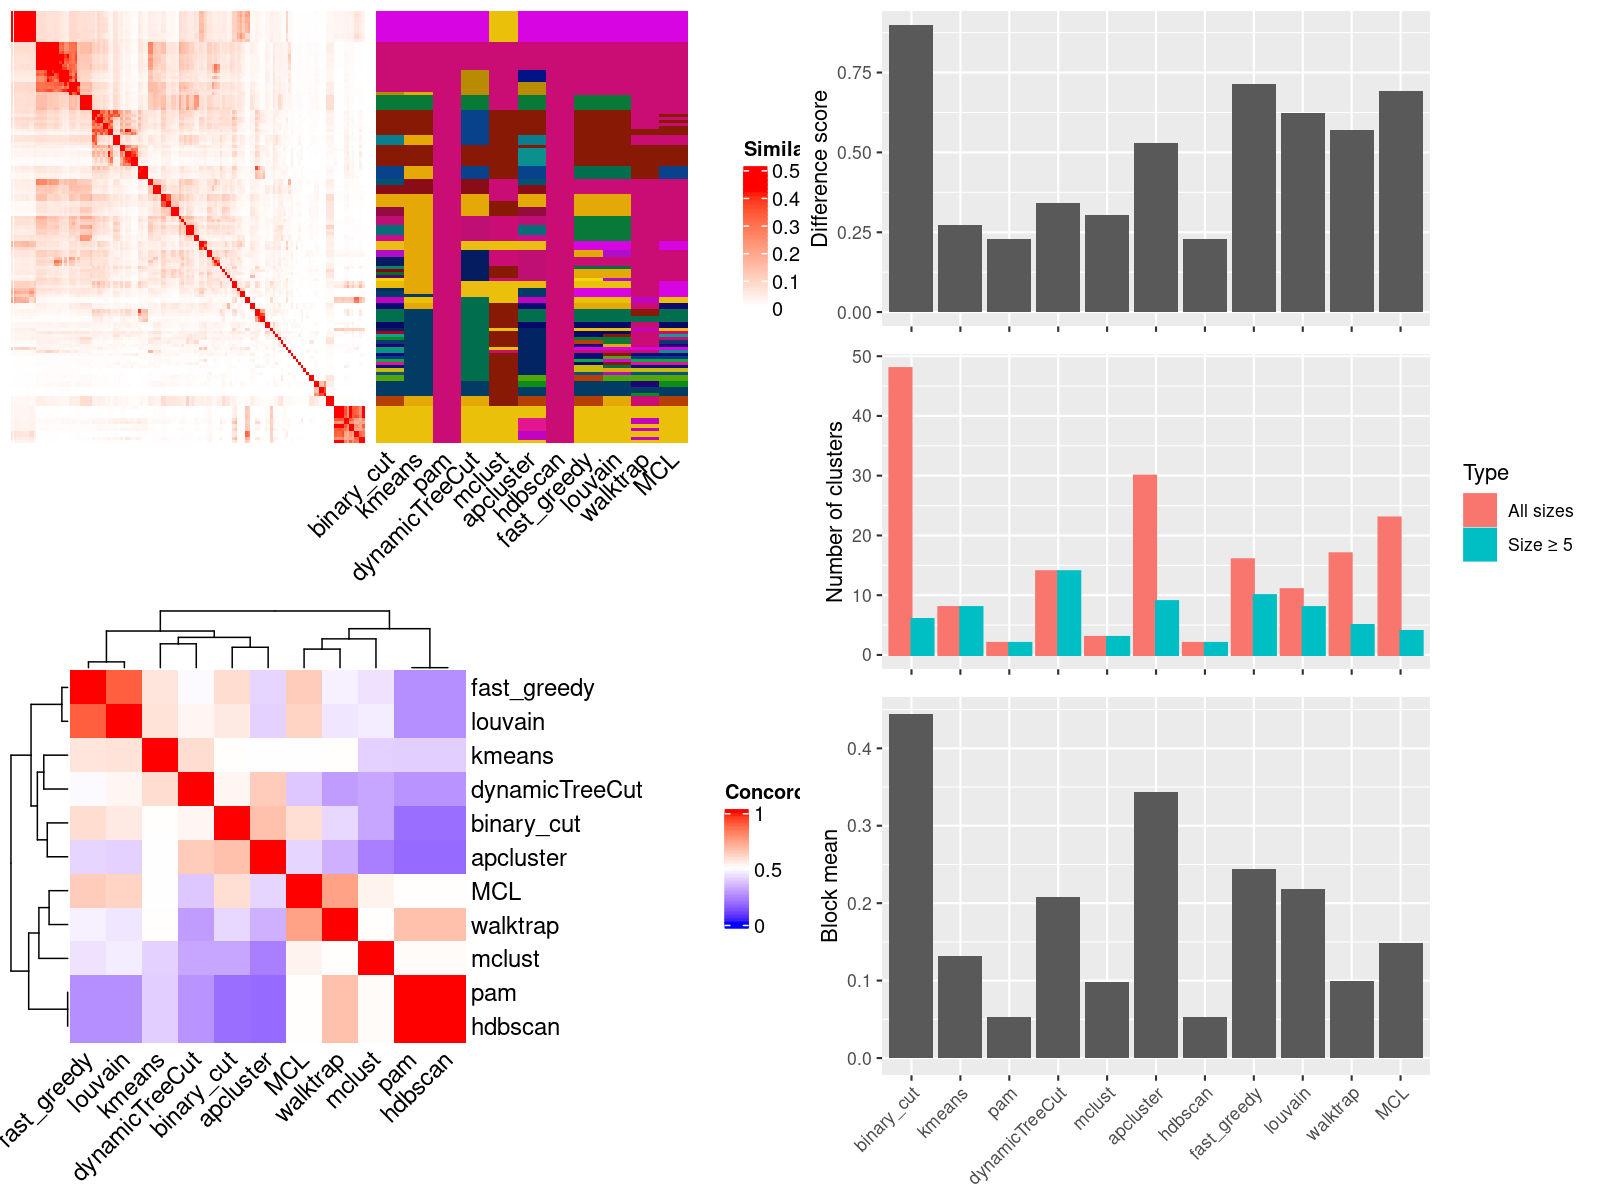 Simila
0.5
0.4
0.3
0.2
0.1
0
binary_cut
kmeans
pam
dynamicTreeCut
mclust
apcluster
hdbscan
fast_greedy
louvain
walktrap
MCL
Difference score
0.75
0.50
0.25
0.00
Number of clusters
50
40
30
20
10
0
Type
All sizes
Size ≥ 5
fast_greedy
louvain
kmeans
dynamicTreeCut
binary_cut
apcluster
MCL
walktrap
mclust
pam
hdbscan
fast_greedy
louvain
kmeans
dynamicTreeCut
binary_cut
apcluster
MCL
walktrap
mclust
pam
hdbscan
Concorc
1
0.5
0
Block mean
0.4
0.3
0.2
0.1
0.0
binary_cut
kmeans
pam
dynamicTreeCut
mclust
apcluster
hdbscan
fast_greedy
louvain
walktrap
MCL